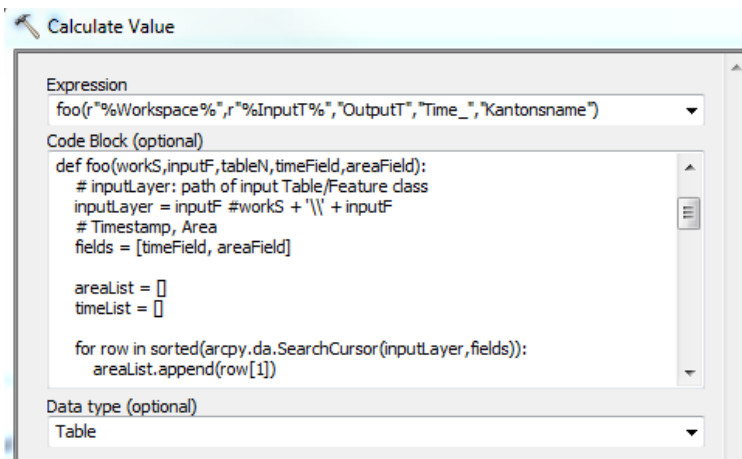 Calculate Value
Expression
foo(r"%Workspace%",r"%InputT%","OutputT","Time_","Kantonsname")
Code Block (optional)
def foo(workS,inputF,tableN,timeField,areaField):
# inputLayer: path of input Table/Feature class
inputLayer = inputF #workS + '\\' + inputF
# Timestamp, Area
fields = [timeField, areaField]
areaList = []
timeList = []
for row in sorted(arcpy.da.SearchCursor(inputLayer,fields)):
areaList.append(row[1])
Data type (optional)
Table